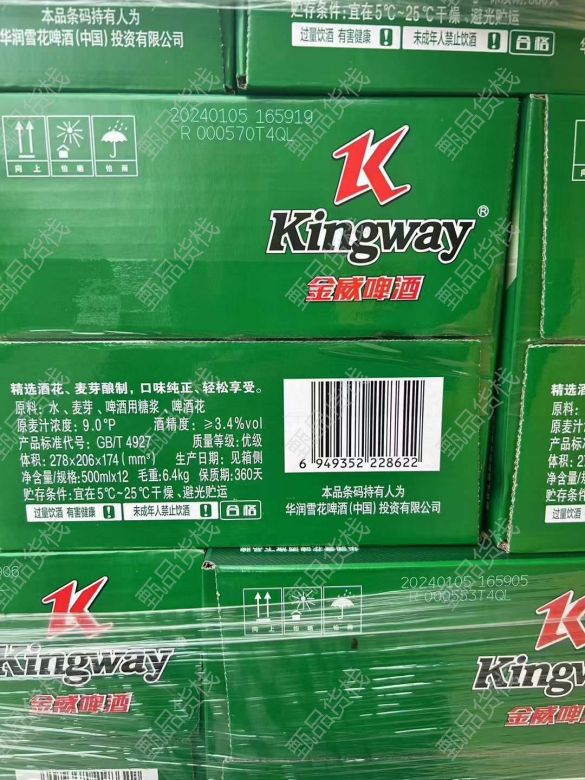 本品条码持有人为
华润雪花啤酒(中国)投资有限公司
贮存条件:宜在5℃~25℃干燥、避光贮运
过量饮酒 有害健康 未成年人禁止饮酒 合格
20240105 165919
R 000570T4QL
向上 怕晒 怕雨
Kingway®
金威啤酒
精选酒花、麦芽酿制,口味纯正、轻松享受。
原料:水、麦芽、啤酒用糖浆、啤酒花
原麦汁浓度:9.0°P 酒精度:≥3.4%vol
产品标准代号:GB/T 4927 质量等级:优级
体积:278×206×174(mm³) 生产日期:见箱侧
净含量/规格:500ml×12 毛重:6.4kg 保质期:360天
贮存条件:宜在5℃~25℃干燥、避光贮运
过量饮酒 有害健康 未成年人禁止饮酒 合格
6 949352 228622
本品条码持有人为
华润雪花啤酒(中国)投资有限公司
20240105 165905
R 000553T4QL
向上 怕晒 怕雨
Kingway
金威啤酒
Kingway
金威啤酒
甄品货栈